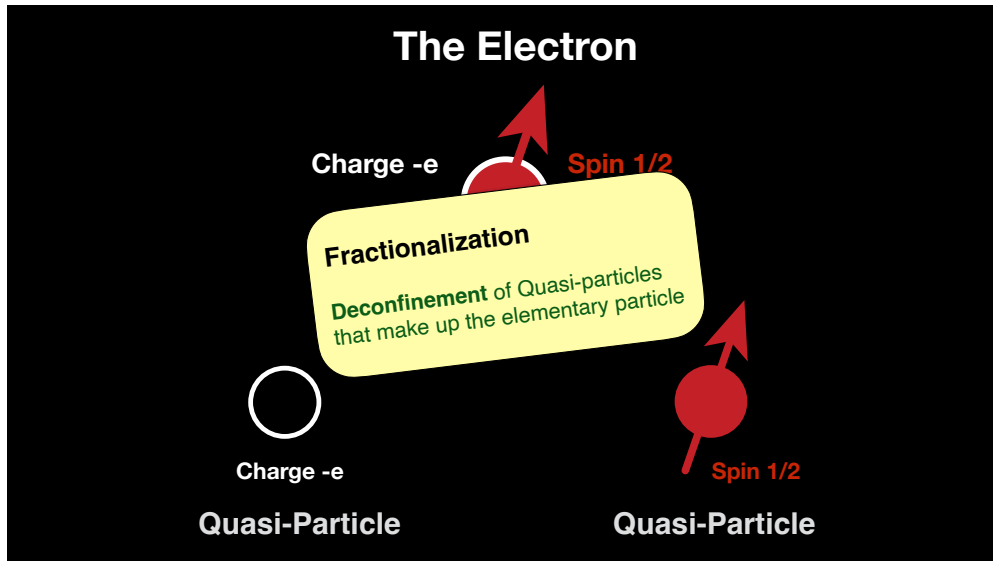 The Electron
Charge -e
Spin 1/2
Fractionalization
Deconfinement of Quasi-particles
that make up the elementary particle
Charge -e
Spin 1/2
Quasi-Particle
Quasi-Particle